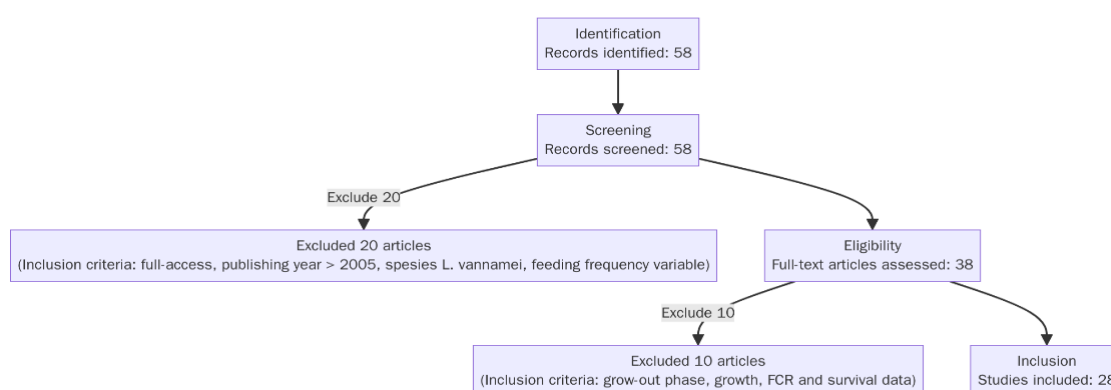 Identification
Records identified: 58
Screening
Records screened: 58
Exclude 20
Excluded 20 articles
(Inclusion criteria: full-access, publishing year > 2005, spesies L. vannamei, feeding frequency variable)
Eligibility
Full-text articles assessed: 38
Exclude 10
Excluded 10 articles
(Inclusion criteria: grow-out phase, growth, FCR and survival data)
Inclusion
Studies included: 28